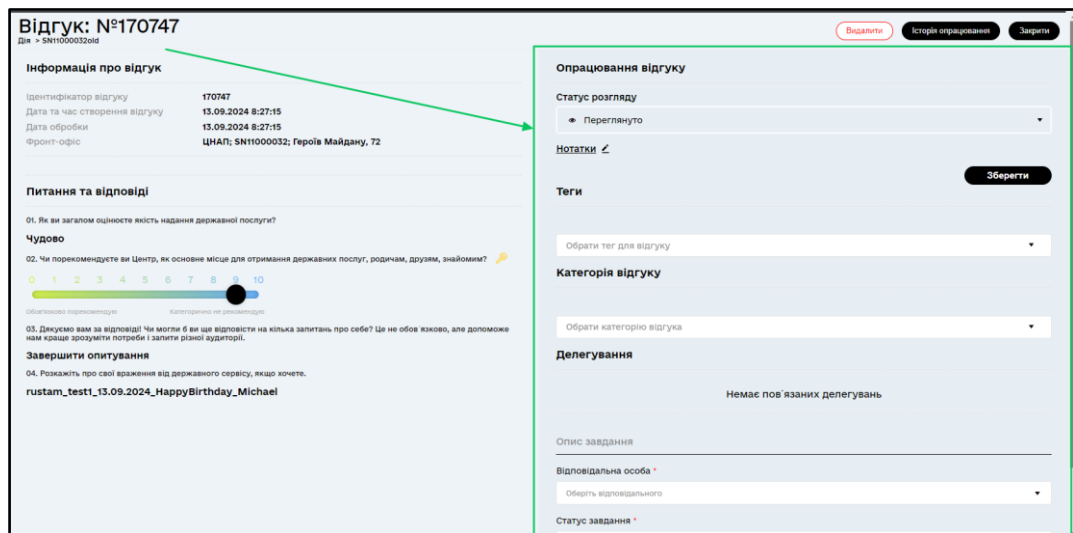 Відгук: №170747
Дія > SN11000032old
Видалити
Історія опрацювання
Закрити
Інформація про відгук
Ідентифікатор відгуку 170747
Дата та час створення відгуку 13.09.2024 8:27:15
Дата обробки 13.09.2024 8:27:15
Фронт-офіс ЦНАП; SN11000032; Героїв Майдану, 72
Питання та відповіді
01. Як ви загалом оцінюєте якість надання державної послуги?
Чудово
02. Чи порекомендуєте ви Центр, як основне місце для отримання державних послуг, родичам, друзям, знайомим?
0 1 2 3 4 5 6 7 8 9 10
Обов'язково порекомендую Категорично не рекомендую
03. Дякуємо вам за відповіді! Чи могли б ви ще відповісти на кілька запитань про себе? Це не обов'язково, але допоможе
нам краще зрозуміти потреби і запити різної аудиторії.
Завершити опитування
04. Розкажіть про свої враження від державного сервісу, якщо хочете.
rustam_test1_13.09.2024_HappyBirthday_Michael
Опрацювання відгуку
Статус розгляду
Переглянуто
Нотатки
Зберегти
Теги
Обрати тег для відгуку
Категорія відгуку
Обрати категорію відгука
Делегування
Немає пов'язаних делегувань
Опис завдання
Відповідальна особа *
Оберіть відповідального
Статус завдання *